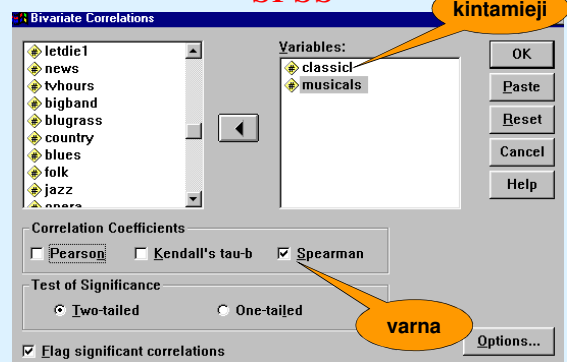 SPSS
kintamieji
Bivariate Correlations
letdie1
news
tvhours
bigband
blugrass
country
blues
folk
jazz
opera
Variables:
classicl
musicals
OK
Paste
Reset
Cancel
Help
Correlation Coefficients
Pearson Kendall's tau-b Spearman
Test of Significance
Two-tailed One-tailed
varna
Flag significant correlations
Options...